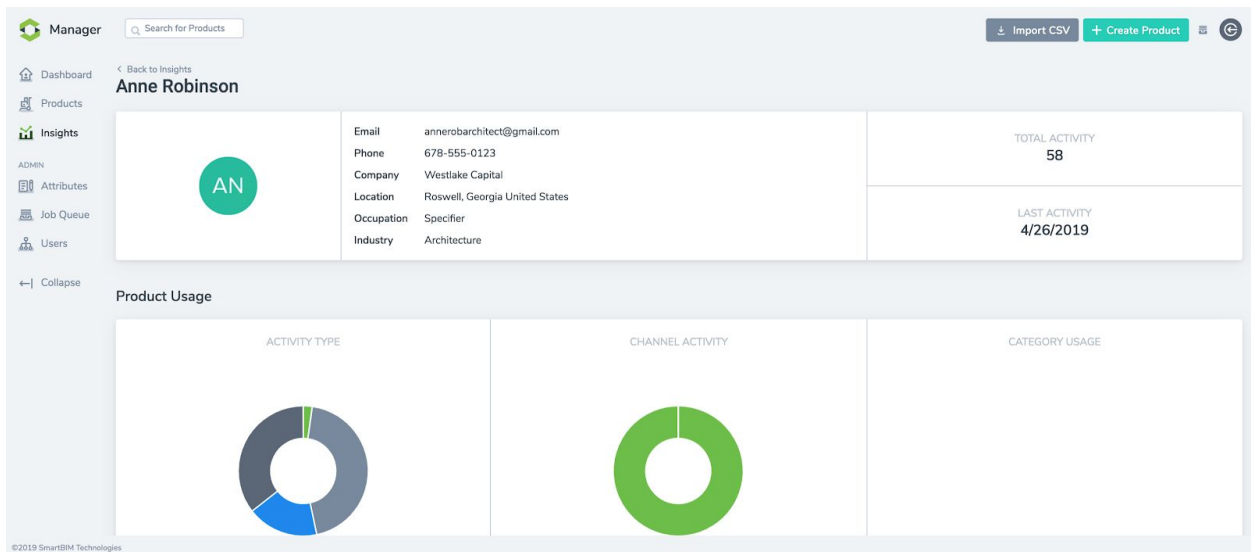 Manager
Search for Products
Import CSV
+ Create Product
Dashboard
Products
Insights
ADMIN
Attributes
Job Queue
Users
Collapse
< Back to Insights
Anne Robinson
AN
Email annerobarchitect@gmail.com
Phone 678-555-0123
Company Westlake Capital
Location Roswell, Georgia United States
Occupation Specifier
Industry Architecture
TOTAL ACTIVITY
58
LAST ACTIVITY
4/26/2019
Product Usage
ACTIVITY TYPE
CHANNEL ACTIVITY
CATEGORY USAGE
©2019 SmartBIM Technologies